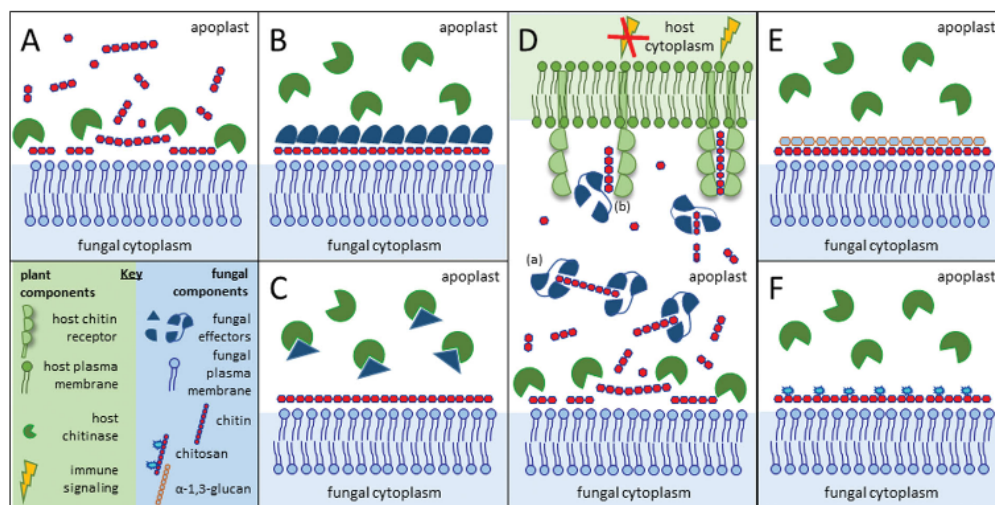 A
apoplast
fungal cytoplasm
B
apoplast
fungal cytoplasm
D
host
cytoplasm
(b)
(a)
apoplast
fungal cytoplasm
E
apoplast
fungal cytoplasm
plant
components
Key
fungal
components
host chitin
receptor
host plasma
membrane
host
chitinase
immune
signaling
fungal
effectors
fungal
plasma
membrane
chitin
chitosan
α-1,3-glucan
C
apoplast
fungal cytoplasm
F
apoplast
fungal cytoplasm